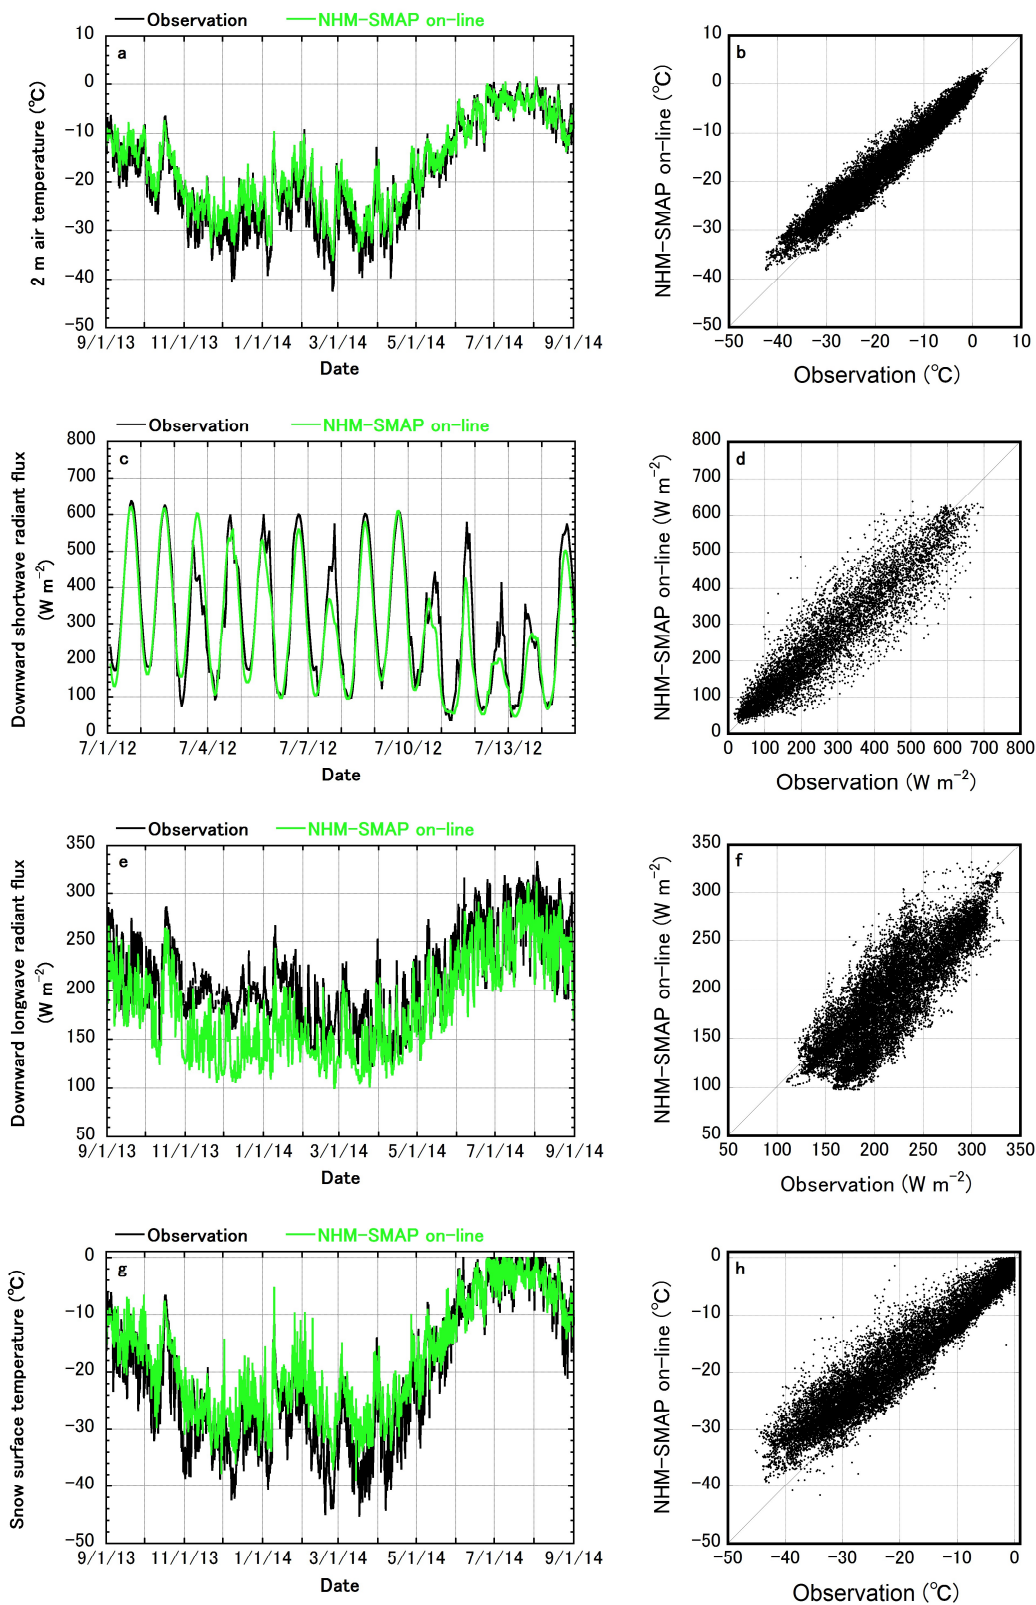 Observation NHM-SMAP on-line
a
2 m air temperature (℃)
10
0
-10
-20
-30
-40
-50
9/1/13 11/1/13 1/1/14 3/1/14 5/1/14 7/1/14 9/1/14
Date
b
NHM-SMAP on-line (℃)
10
0
-10
-20
-30
-40
-50
-50 -40 -30 -20 -10 0 10
Observation (℃)
Observation NHM-SMAP on-line
c
Downward shortwave radiant flux
(W m⁻²)
800
700
600
500
400
300
200
100
0
7/1/12 7/4/12 7/7/12 7/10/12 7/13/12
Date
d
NHM-SMAP on-line (W m⁻²)
800
700
600
500
400
300
200
100
0
0 100 200 300 400 500 600 700 800
Observation (W m⁻²)
Observation NHM-SMAP on-line
e
Downward longwave radiant flux
(W m⁻²)
350
300
250
200
150
100
50
9/1/13 11/1/13 1/1/14 3/1/14 5/1/14 7/1/14 9/1/14
Date
f
NHM-SMAP on-line (W m⁻²)
350
300
250
200
150
100
50
50 100 150 200 250 300 350
Observation (W m⁻²)
Observation NHM-SMAP on-line
g
Snow surface temperature (℃)
0
-10
-20
-30
-40
-50
9/1/13 11/1/13 1/1/14 3/1/14 5/1/14 7/1/14 9/1/14
Date
h
NHM-SMAP on-line (℃)
0
-10
-20
-30
-40
-50
-50 -40 -30 -20 -10 0
Observation (℃)